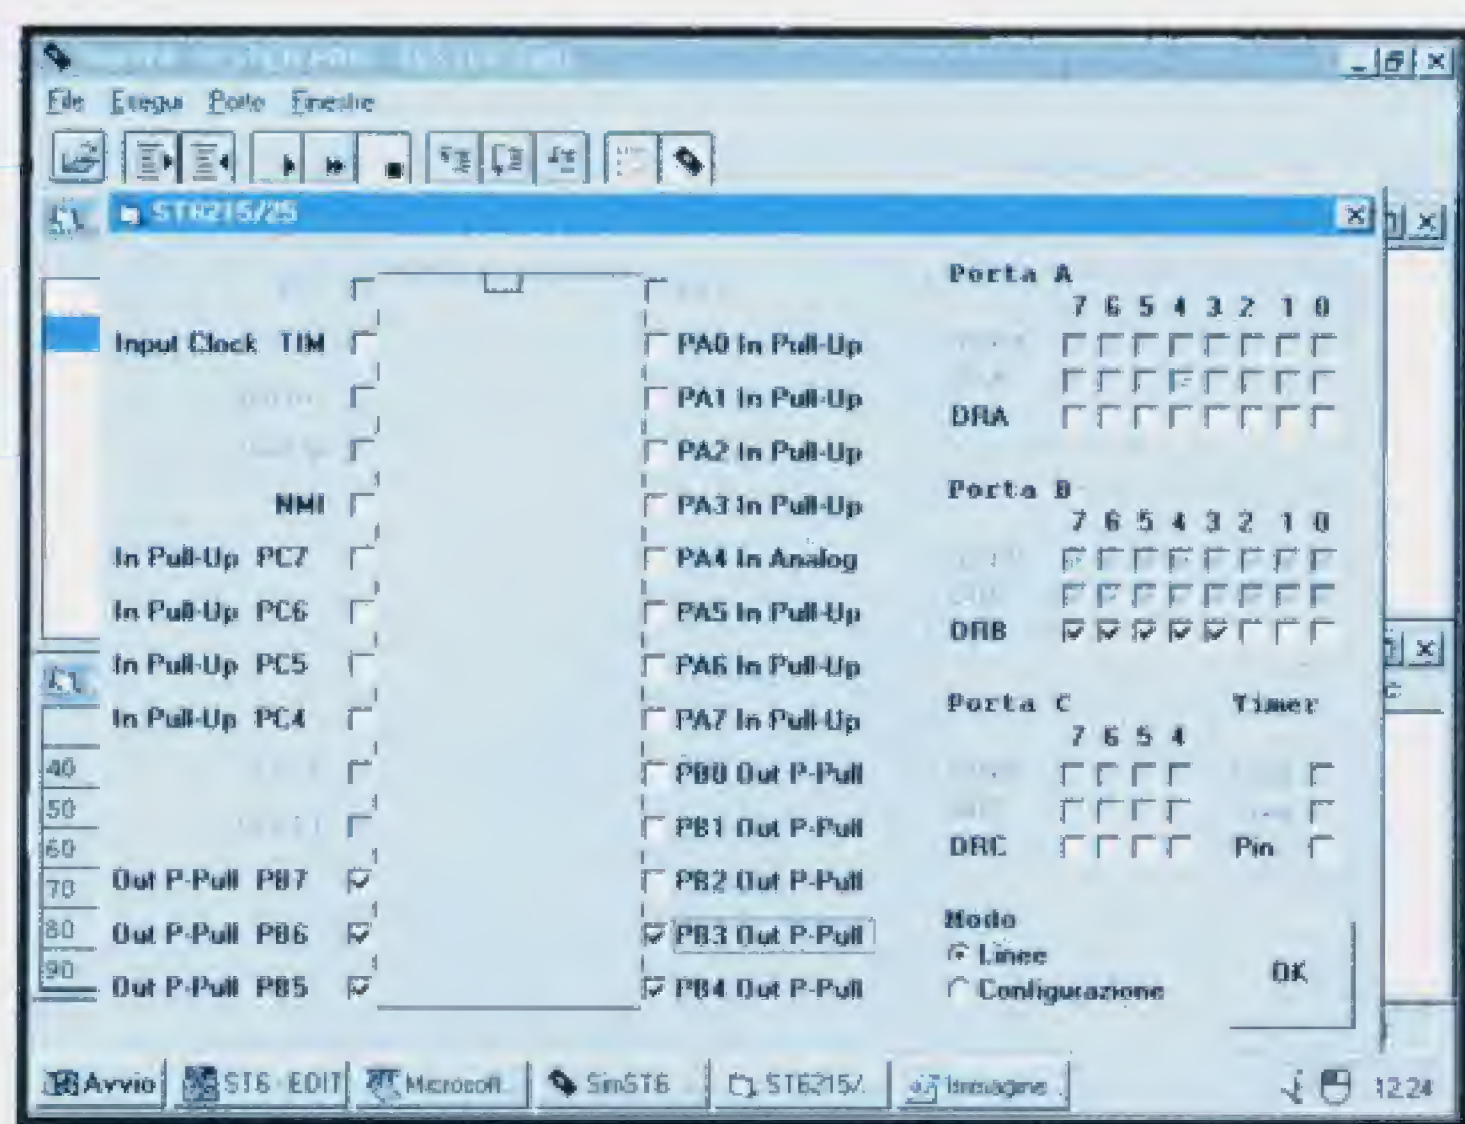 File Esegui Porte Finestre
ST6215/25
Input Clock TIM
NMI
In Pull-Up PC7
In Pull-Up PC6
In Pull-Up PC5
In Pull-Up PC4
Out P-Pull PB7
Out P-Pull PB6
Out P-Pull PB5
PA0 In Pull-Up
PA1 In Pull-Up
PA2 In Pull-Up
PA3 In Pull-Up
PA4 In Analog
PA5 In Pull-Up
PA6 In Pull-Up
PA7 In Pull-Up
PB0 Out P-Pull
PB1 Out P-Pull
PB2 Out P-Pull
PB3 Out P-Pull
PB4 Out P-Pull
Porta A
7 6 5 4 3 2 1 0
DRA
Porta B
7 6 5 4 3 2 1 0
DRB
Porta C
7 6 5 4
DRC
Timer
Pin
Modo
Linee
Configurazione
OK
40
50
60
70
80
90
C
Avvio
ST6 - EDIT
Microsoft
SimST6
ST6215/.
Immagine
12.24